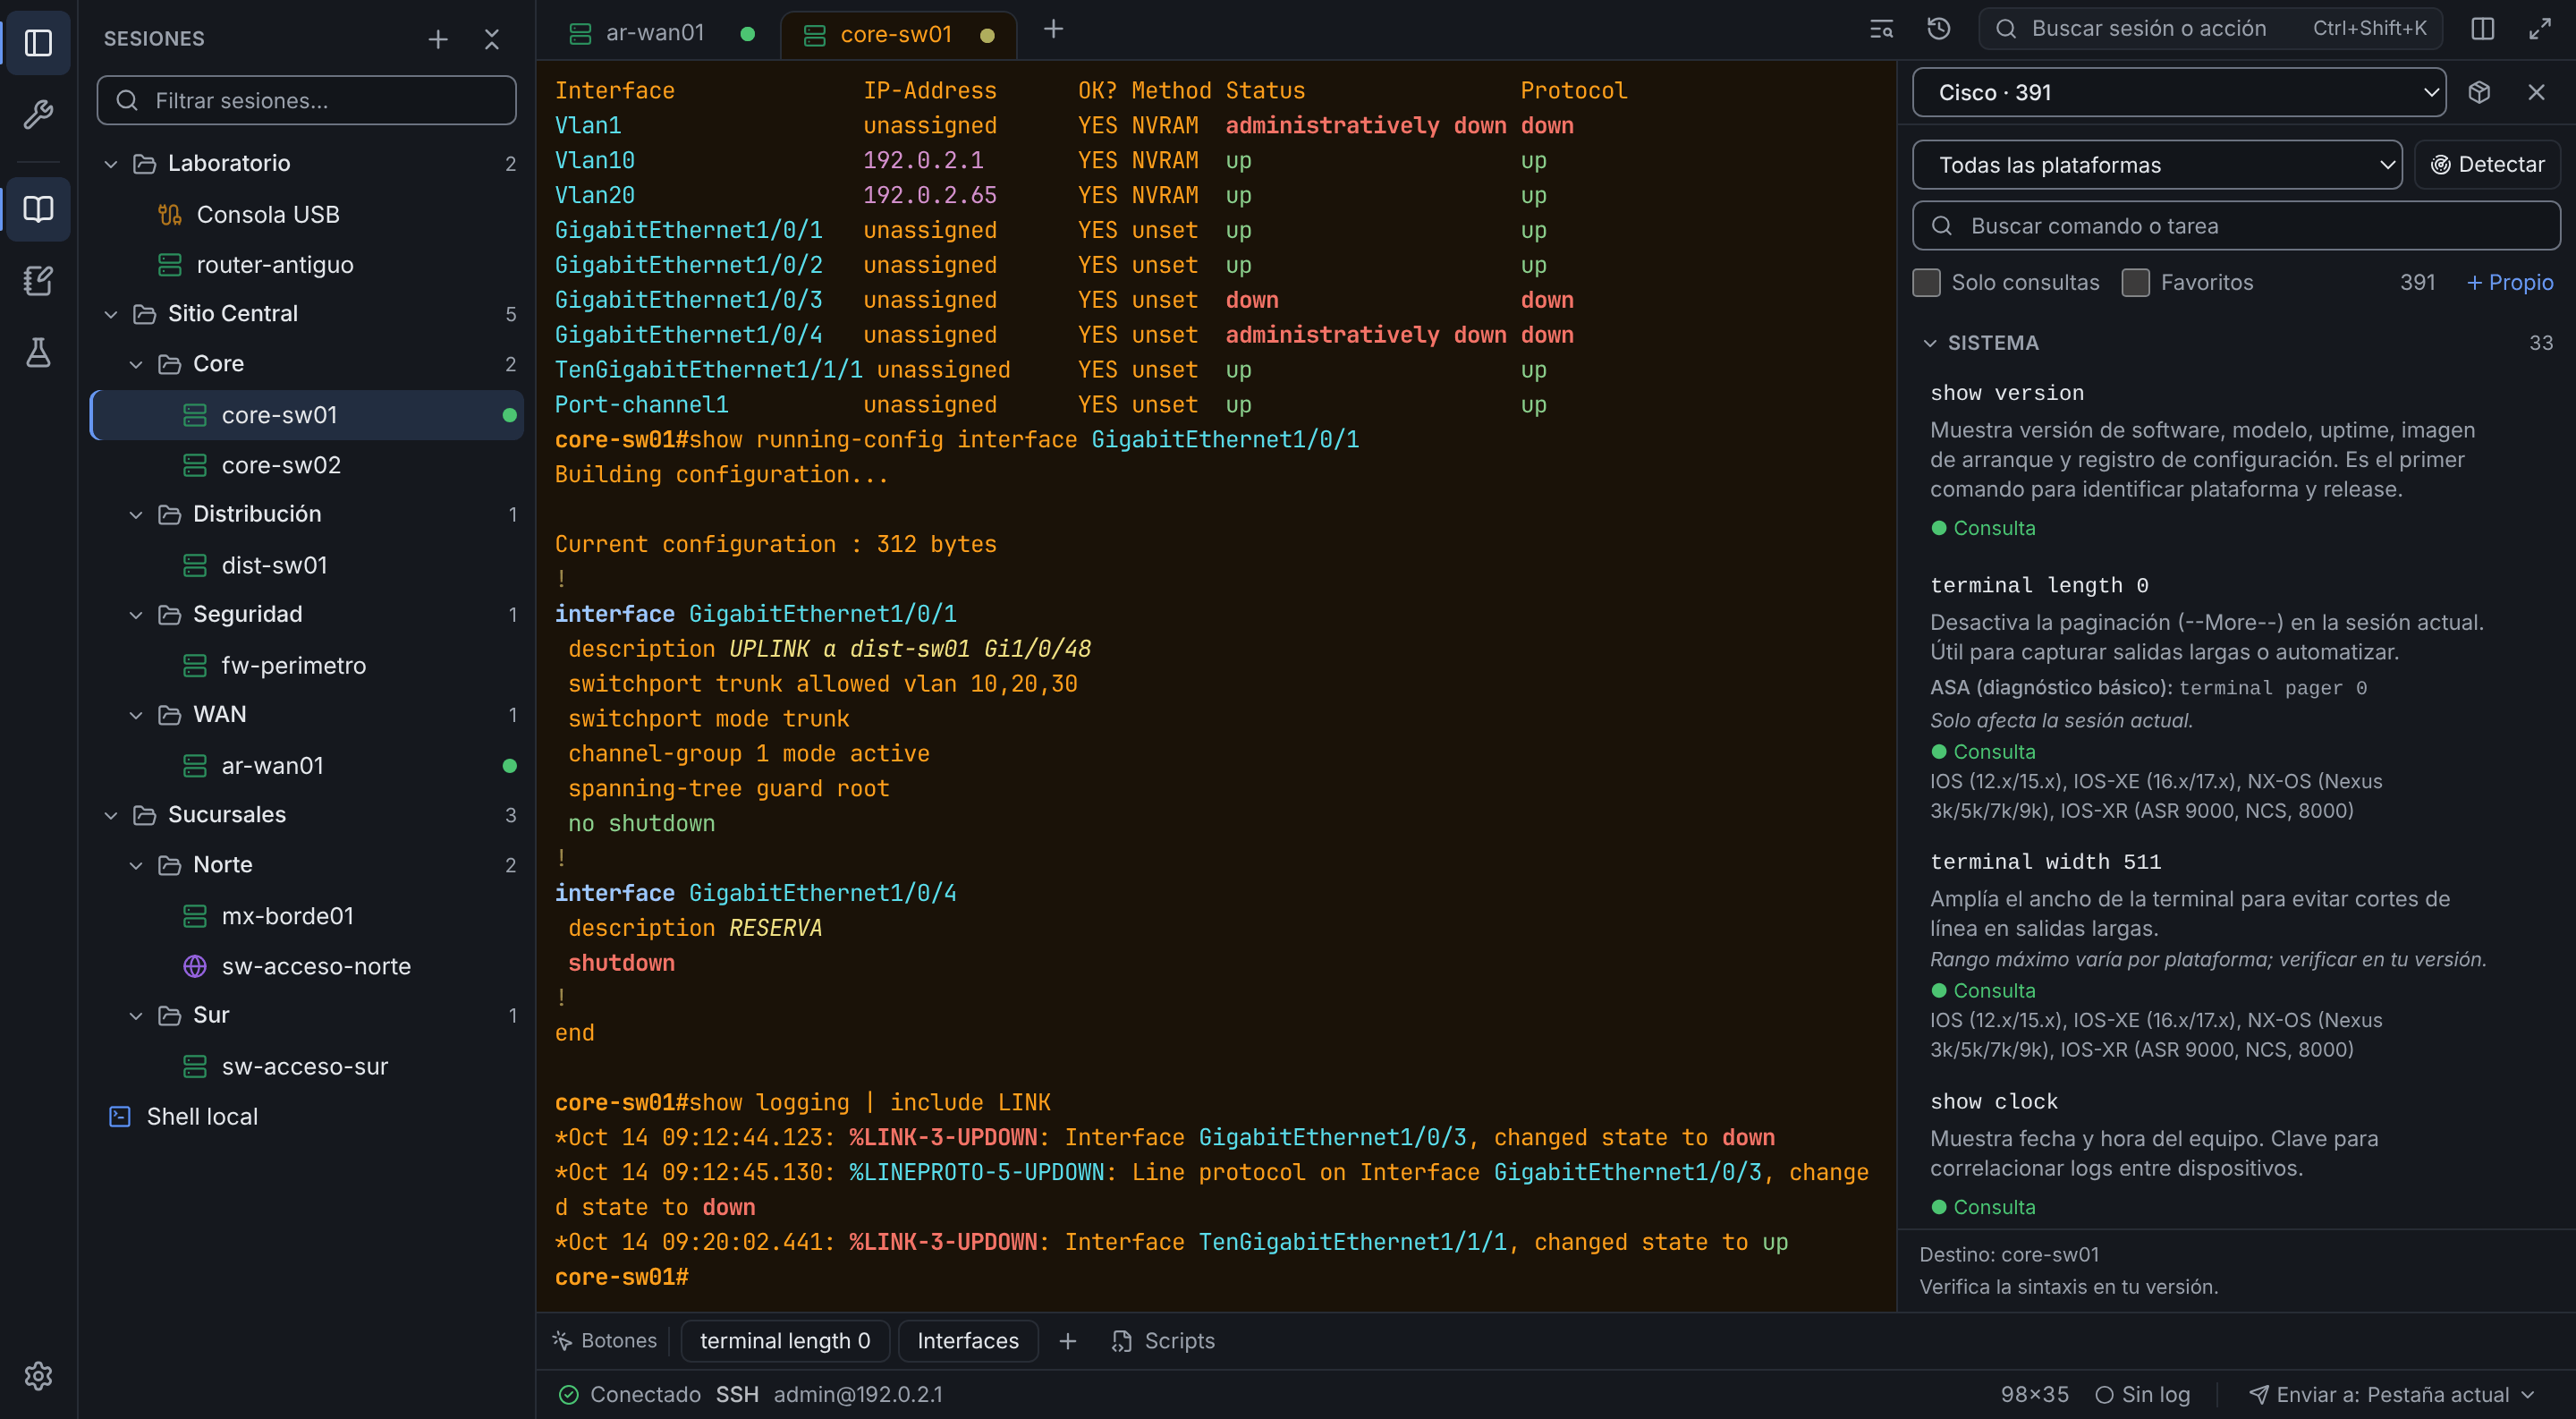 SESIONES
Filtrar sesiones...
Laboratorio 2
Consola USB
router-antiguo
Sitio Central 5
Core 2
core-sw01
core-sw02
Distribución 1
dist-sw01
Seguridad 1
fw-perimetro
WAN 1
ar-wan01
Sucursales 3
Norte 2
mx-borde01
sw-acceso-norte
Sur 1
sw-acceso-sur
Shell local
ar-wan01 core-sw01
Buscar sesión o acción Ctrl+Shift+K
Interface IP-Address OK? Method Status Protocol
Vlan1 unassigned YES NVRAM administratively down down
Vlan10 192.0.2.1 YES NVRAM up up
Vlan20 192.0.2.65 YES NVRAM up up
GigabitEthernet1/0/1 unassigned YES unset up up
GigabitEthernet1/0/2 unassigned YES unset up up
GigabitEthernet1/0/3 unassigned YES unset down down
GigabitEthernet1/0/4 unassigned YES unset administratively down down
TenGigabitEthernet1/1/1 unassigned YES unset up up
Port-channel1 unassigned YES unset up up
core-sw01#show running-config interface GigabitEthernet1/0/1
Building configuration...
Current configuration : 312 bytes
!
interface GigabitEthernet1/0/1
description UPLINK a dist-sw01 Gi1/0/48
switchport trunk allowed vlan 10,20,30
switchport mode trunk
channel-group 1 mode active
spanning-tree guard root
no shutdown
!
interface GigabitEthernet1/0/4
description RESERVA
shutdown
!
end
core-sw01#show logging | include LINK
*Oct 14 09:12:44.123: %LINK-3-UPDOWN: Interface GigabitEthernet1/0/3, changed state to down
*Oct 14 09:12:45.130: %LINEPROTO-5-UPDOWN: Line protocol on Interface GigabitEthernet1/0/3, change
d state to down
*Oct 14 09:20:02.441: %LINK-3-UPDOWN: Interface TenGigabitEthernet1/1/1, changed state to up
core-sw01#
Cisco · 391
Todas las plataformas Detectar
Buscar comando o tarea
Solo consultas Favoritos 391 + Propio
SISTEMA 33
show version
Muestra versión de software, modelo, uptime, imagen
de arranque y registro de configuración. Es el primer
comando para identificar plataforma y release.
Consulta
terminal length 0
Desactiva la paginación (--More--) en la sesión actual.
Útil para capturar salidas largas o automatizar.
ASA (diagnóstico básico): terminal pager 0
Solo afecta la sesión actual.
Consulta
IOS (12.x/15.x), IOS-XE (16.x/17.x), NX-OS (Nexus
3k/5k/7k/9k), IOS-XR (ASR 9000, NCS, 8000)
terminal width 511
Amplía el ancho de la terminal para evitar cortes de
línea en salidas largas.
Rango máximo varía por plataforma; verificar en tu versión.
Consulta
IOS (12.x/15.x), IOS-XE (16.x/17.x), NX-OS (Nexus
3k/5k/7k/9k), IOS-XR (ASR 9000, NCS, 8000)
show clock
Muestra fecha y hora del equipo. Clave para
correlacionar logs entre dispositivos.
Consulta
Destino: core-sw01
Verifica la sintaxis en tu versión.
Botones terminal length 0 Interfaces + Scripts
Conectado SSH admin@192.0.2.1 98×35 Sin log Enviar a: Pestaña actual